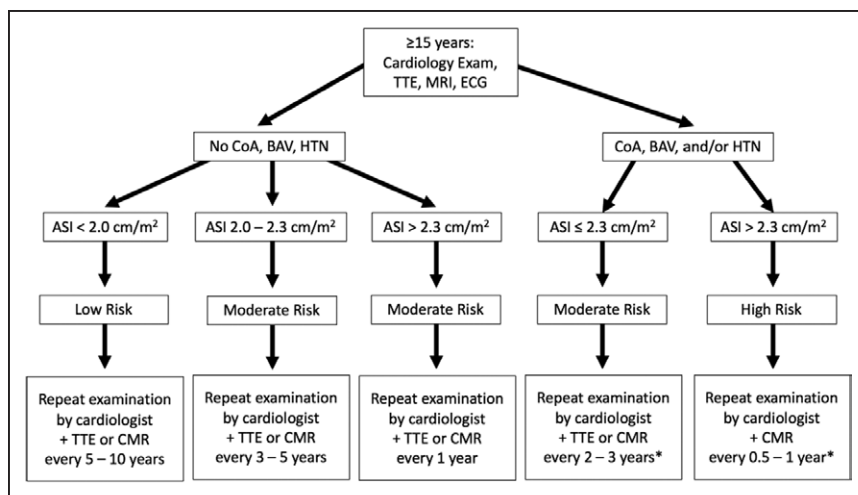 ≥15 years:
Cardiology Exam,
TTE, MRI, ECG
No CoA, BAV, HTN
CoA, BAV, and/or HTN
ASI < 2.0 cm/m²
ASI 2.0 – 2.3 cm/m²
ASI > 2.3 cm/m²
ASI ≤ 2.3 cm/m²
ASI > 2.3 cm/m²
Low Risk
Moderate Risk
Moderate Risk
Moderate Risk
High Risk
Repeat examination
by cardiologist
+ TTE or CMR
every 5 – 10 years
Repeat examination
by cardiologist
+ TTE or CMR
every 3 – 5 years
Repeat examination
by cardiologist
+ TTE or CMR
every 1 year
Repeat examination
by cardiologist
+ TTE or CMR
every 2 – 3 years*
Repeat examination
by cardiologist
+ CMR
every 0.5 – 1 year*